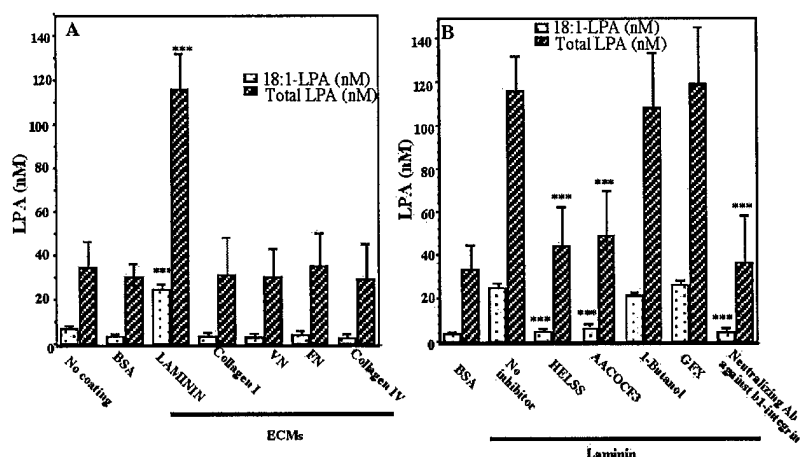 A
140
120
100
80
60
40
20
0
LPA (nM)
18:1-LPA (nM)
Total LPA (nM)
***
***
No coating
BSA
LAMININ
Collagen I
VN
FN
Collagen IV
ECMs
B
140
120
100
80
60
40
20
0
LPA (nM)
18:1-LPA (nM)
Total LPA (nM)
***
***
***
***
***
***
BSA
No inhibitor
HELSS
AACOCF3
1-Butanol
GFX
Neutralizing Ab
against b1-integrin
Laminin